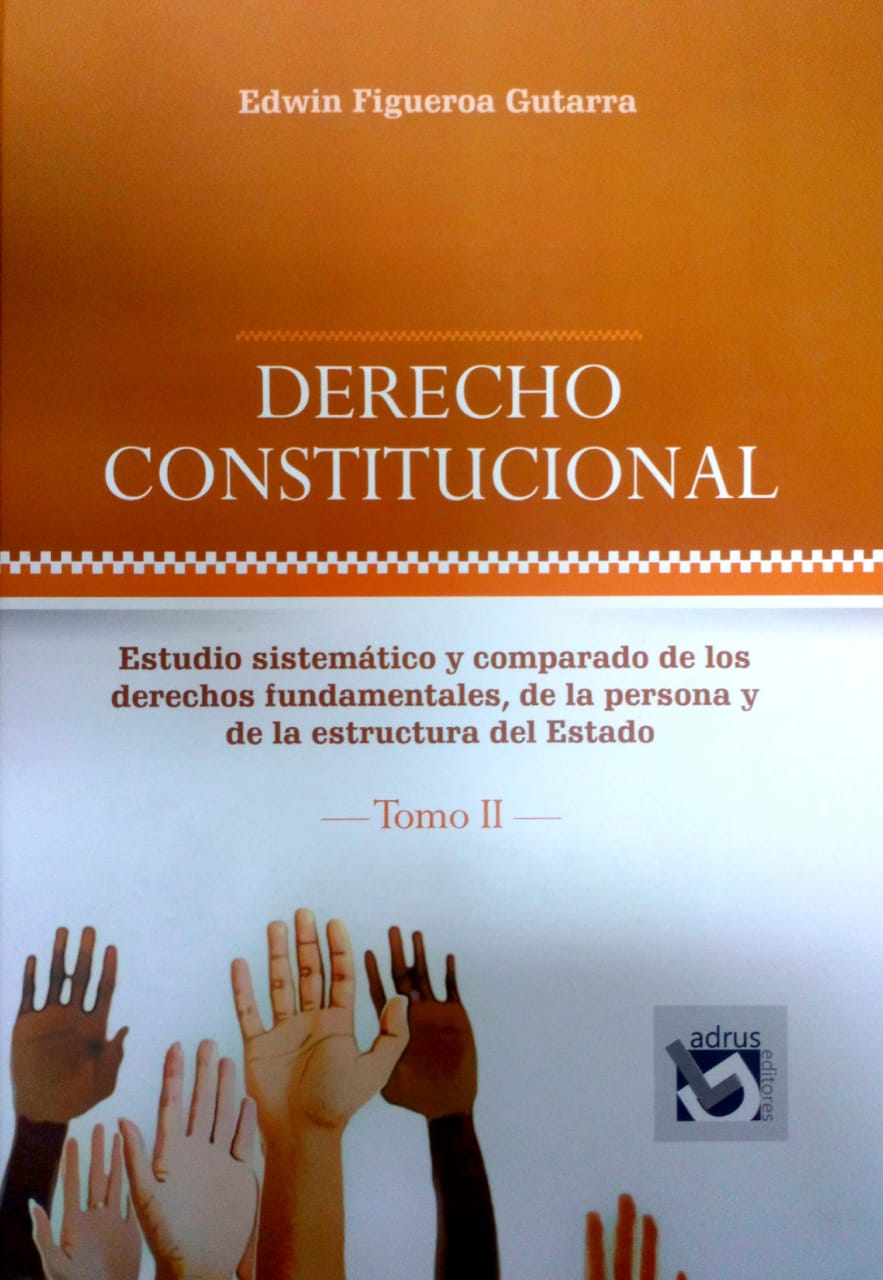 Edwin Figueroa Gutarra
DERECHO
CONSTITUCIONAL
Estudio sistemático y comparado de los
derechos fundamentales, de la persona y
de la estructura del Estado
Tomo II
adrus
editores